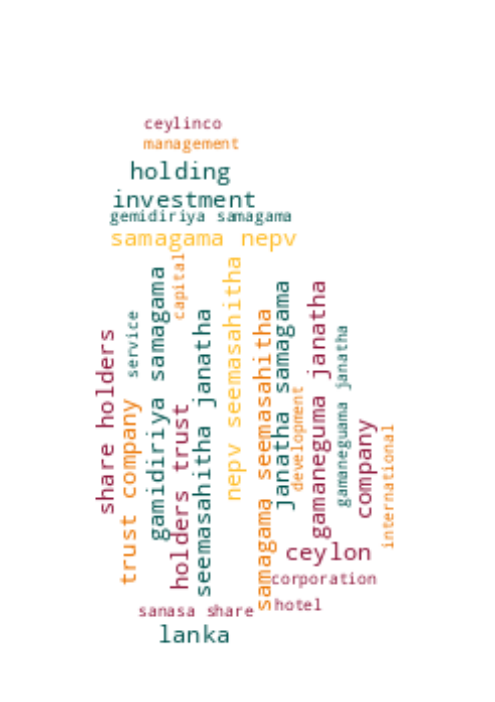 ceylinco
management
holding
investment
gemidiriya samagama
samagama nepv
share holders
trust company
service
gamidiriya samagama
capital
holders trust
seemasahitha janatha
nepv seemasahitha
samagama seemasahitha
janatha samagama
development
gamaneguma janatha
gamaneguama janatha
company
international
ceylon
corporation
hotel
sanasa share
lanka